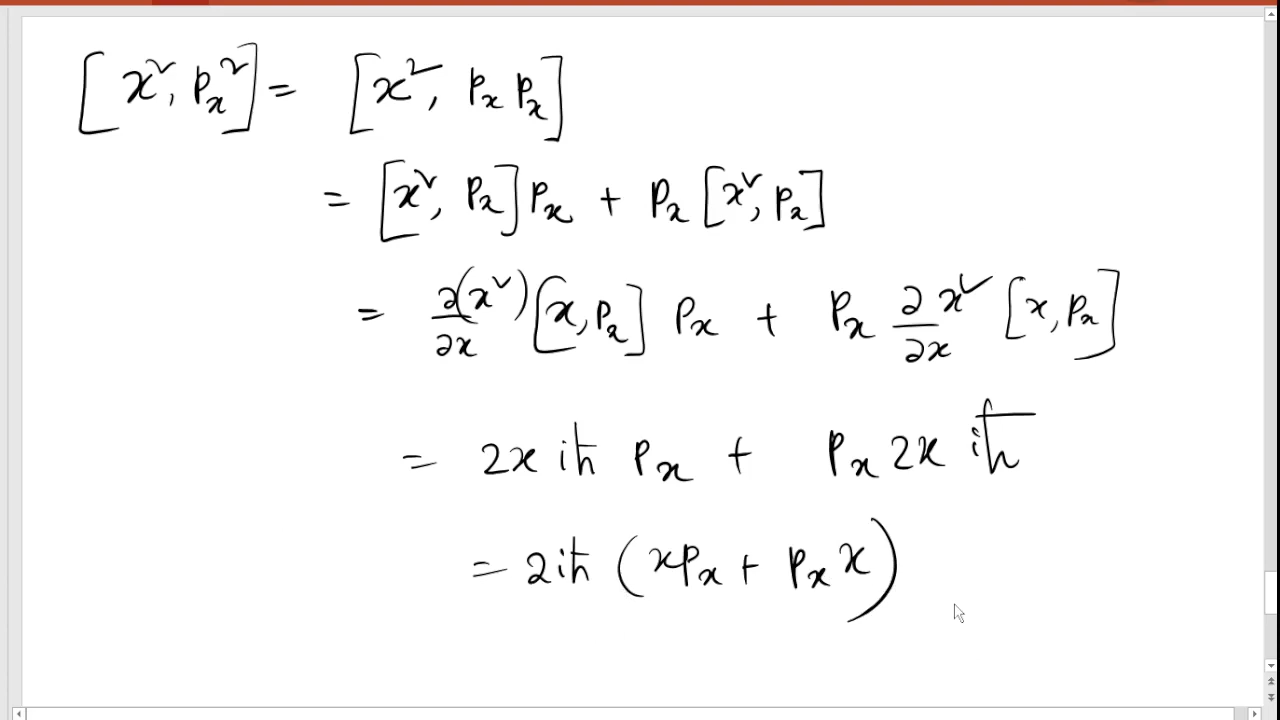 [x², pₓ²] = [x², pₓ pₓ]
= [x², pₓ] pₓ + pₓ [x², pₓ]
= ∂(x²)/∂x [x, pₓ] pₓ + pₓ ∂x²/∂x [x, pₓ]
= 2x iħ pₓ + pₓ 2x iħ
= 2iħ (xpₓ + pₓ x)